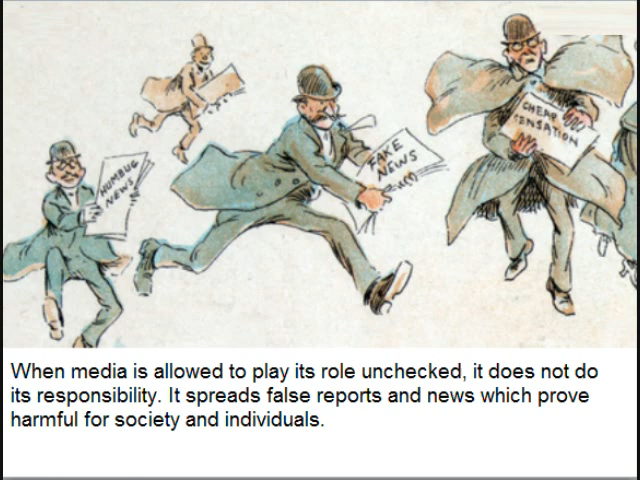 HUMBUG
NEWS
FAKE
NEWS
CHEAP
SENSATION
When media is allowed to play its role unchecked, it does not do
its responsibility. It spreads false reports and news which prove
harmful for society and individuals.